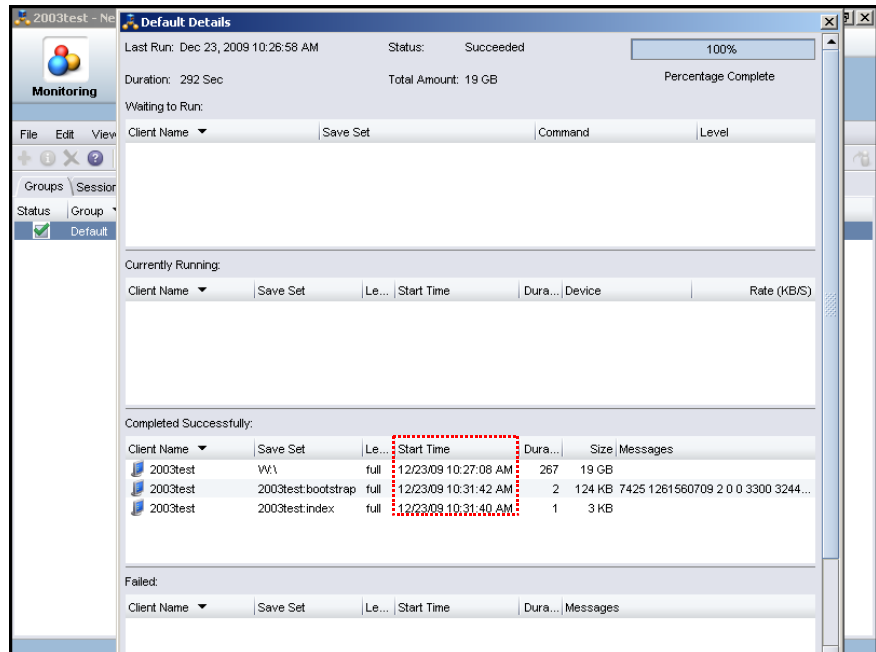 2003test - Ne
Default Details
Last Run: Dec 23, 2009 10:26:58 AM Status: Succeeded 100%
Duration: 292 Sec Total Amount: 19 GB Percentage Complete
Monitoring
Waiting to Run:
File Edit View
Client Name Save Set Command Level
Groups Session
Status Group
Default
Currently Running:
Client Name Save Set Le... Start Time Dura... Device Rate (KB/S)
Completed Successfully:
Client Name Save Set Le... Start Time Dura... Size Messages
2003test W:\ full 12/23/09 10:27:08 AM 267 19 GB
2003test 2003test:bootstrap full 12/23/09 10:31:42 AM 2 124 KB 7425 1261560709 2 0 0 3300 3244...
2003test 2003test:index full 12/23/09 10:31:40 AM 1 3 KB
Failed:
Client Name Save Set Le... Start Time Dura... Messages